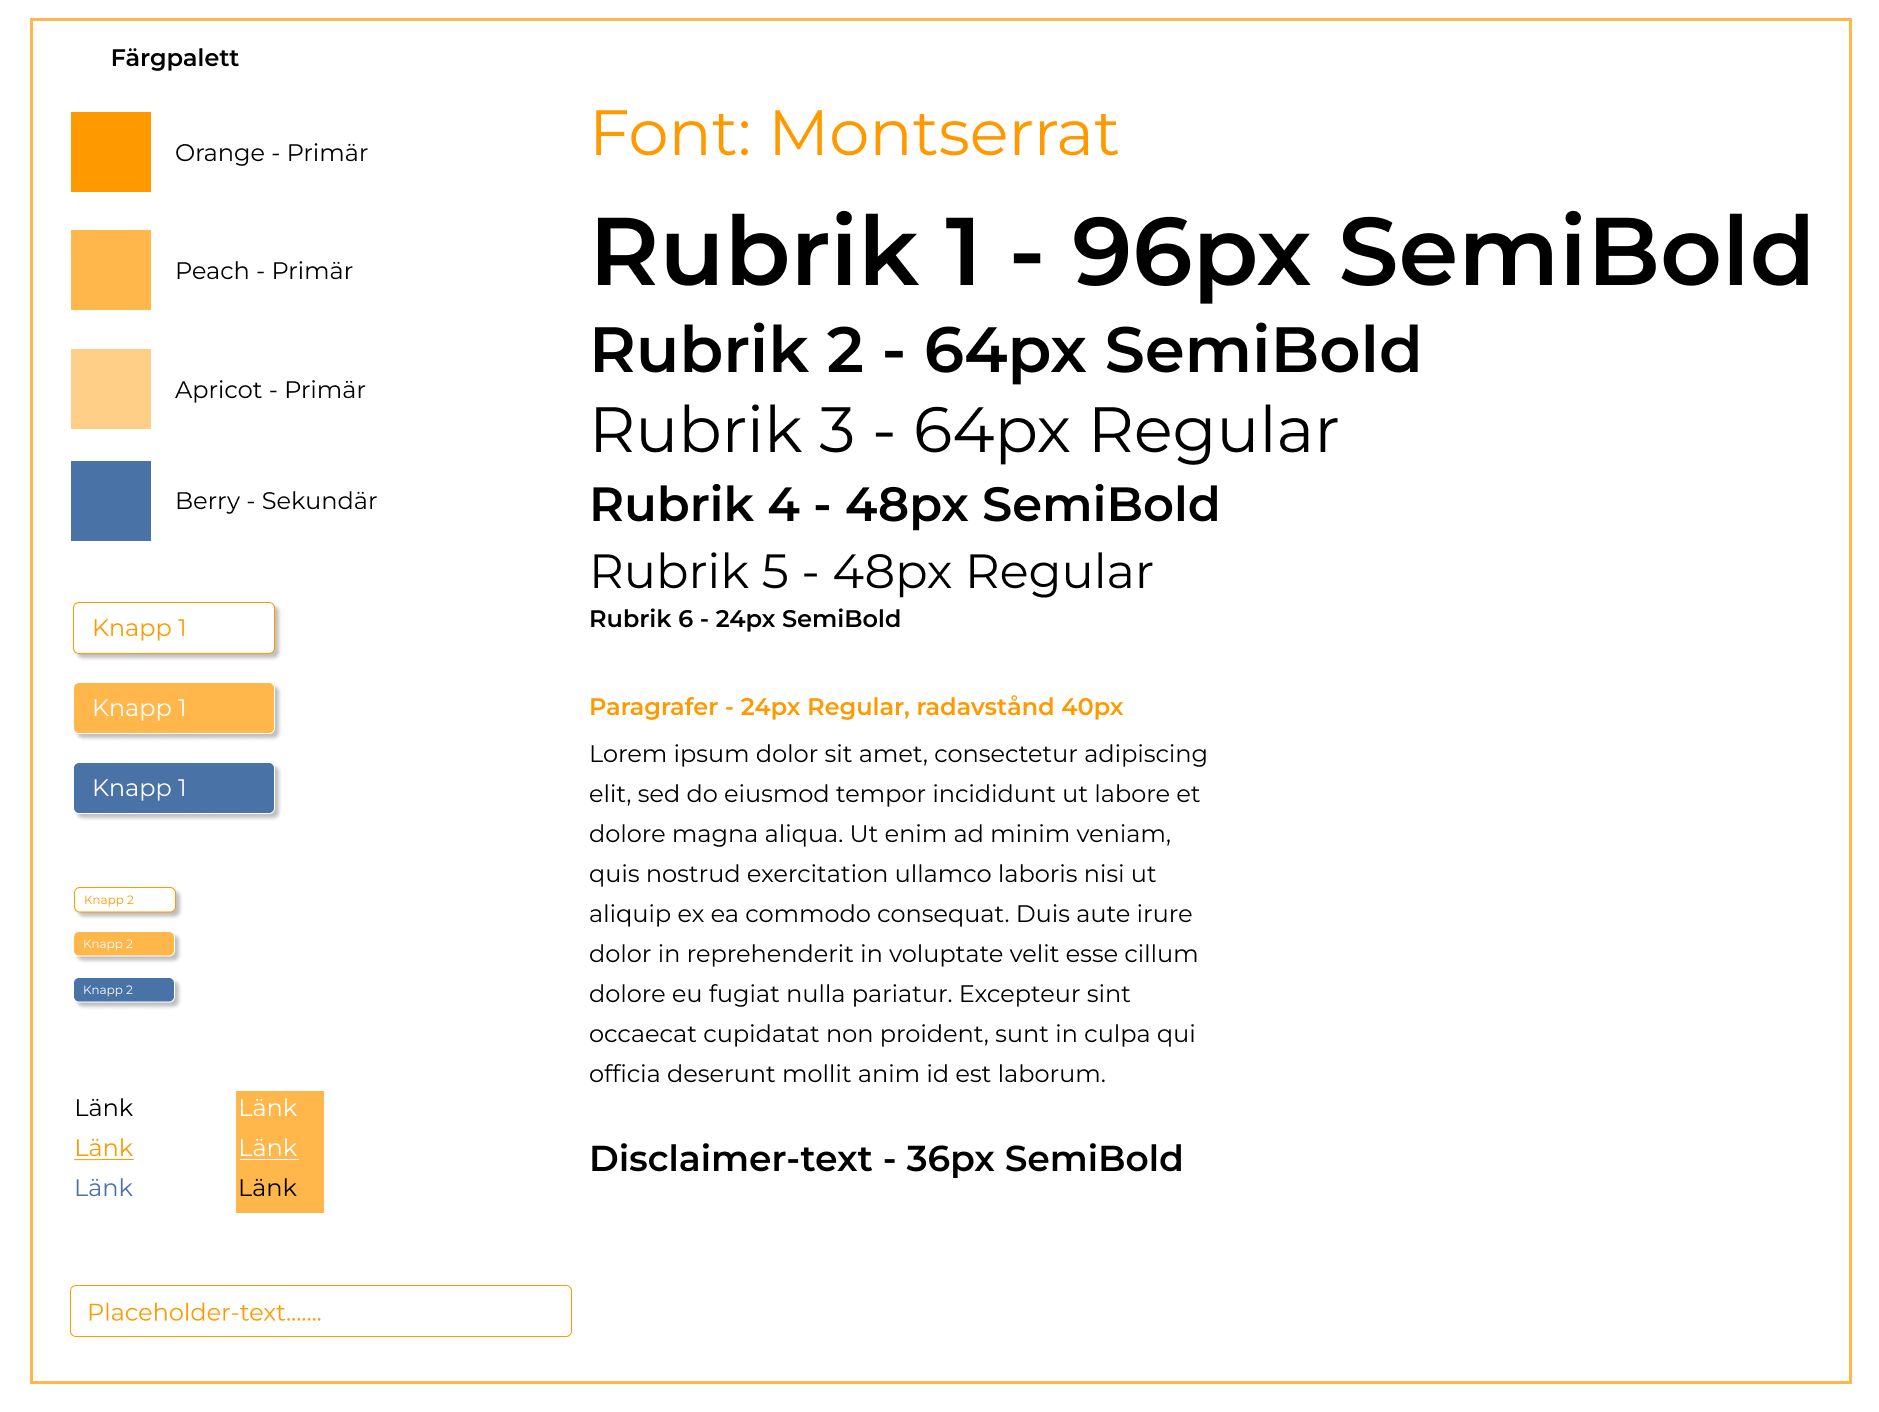 Färgpalett
Orange - Primär
Peach - Primär
Apricot - Primär
Berry - Sekundär
Knapp 1
Knapp 1
Knapp 1
Knapp 2
Knapp 2
Knapp 2
Länk
Länk
Länk
Länk
Länk
Länk
Placeholder-text.......
Font: Montserrat
Rubrik 1 - 96px SemiBold
Rubrik 2 - 64px SemiBold
Rubrik 3 - 64px Regular
Rubrik 4 - 48px SemiBold
Rubrik 5 - 48px Regular
Rubrik 6 - 24px SemiBold
Paragrafer - 24px Regular, radavstånd 40px
Lorem ipsum dolor sit amet, consectetur adipiscing
elit, sed do eiusmod tempor incididunt ut labore et
dolore magna aliqua. Ut enim ad minim veniam,
quis nostrud exercitation ullamco laboris nisi ut
aliquip ex ea commodo consequat. Duis aute irure
dolor in reprehenderit in voluptate velit esse cillum
dolore eu fugiat nulla pariatur. Excepteur sint
occaecat cupidatat non proident, sunt in culpa qui
officia deserunt mollit anim id est laborum.
Disclaimer-text - 36px SemiBold